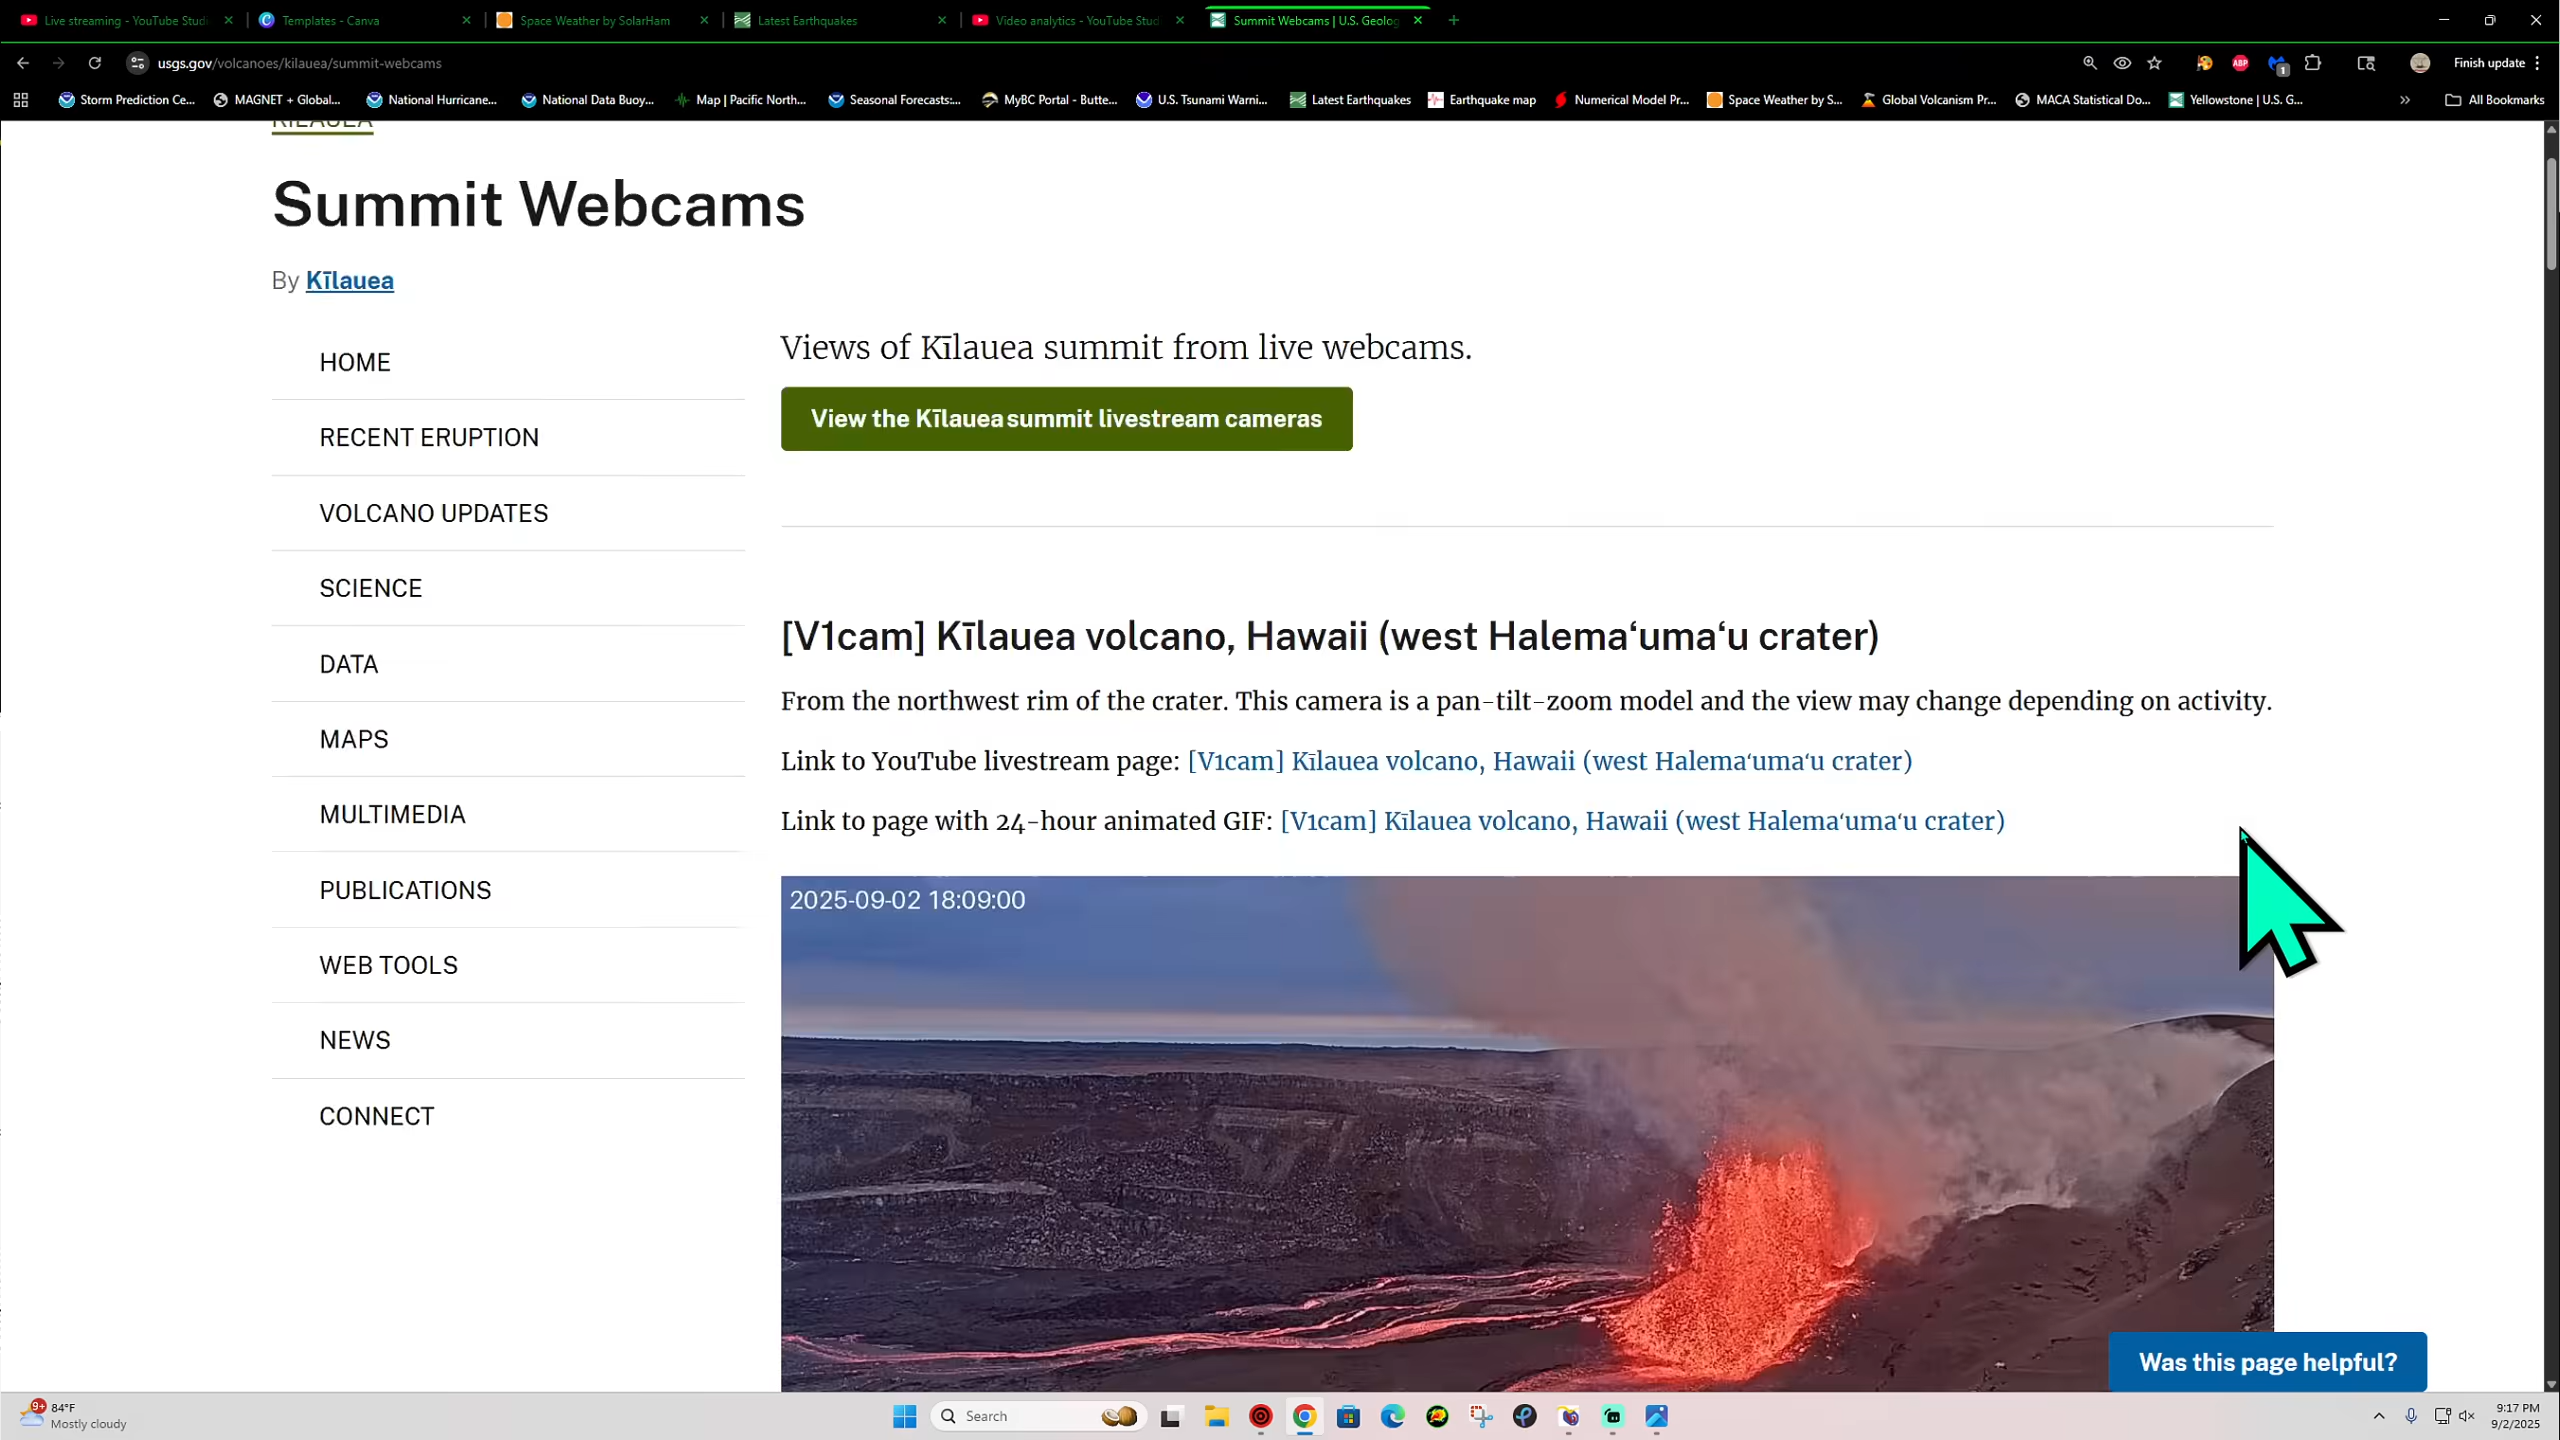 Live streaming - YouTube Studi
Templates - Canva
Space Weather by SolarHam
Latest Earthquakes
Video analytics - YouTube Stud
Summit Webcams | U.S. Geolog
usgs.gov/volcanoes/kilauea/summit-webcams
ABP
1
Finish update
Storm Prediction Ce...
MAGNET + Global...
National Hurricane...
National Data Buoy...
Map | Pacific North...
Seasonal Forecasts:...
MyBC Portal - Butte...
U.S. Tsunami Warni...
Latest Earthquakes
Earthquake map
Numerical Model Pr...
Space Weather by S...
Global Volcanism Pr...
MACA Statistical Do...
Yellowstone | U.S. G...
»
All Bookmarks
KILAUEA
Summit Webcams
By Kīlauea
HOME
RECENT ERUPTION
VOLCANO UPDATES
SCIENCE
DATA
MAPS
MULTIMEDIA
PUBLICATIONS
WEB TOOLS
NEWS
CONNECT
Views of Kīlauea summit from live webcams.
View the Kīlauea summit livestream cameras
[V1cam] Kīlauea volcano, Hawaii (west Halemaʻumaʻu crater)
From the northwest rim of the crater. This camera is a pan-tilt-zoom model and the view may change depending on activity.
Link to YouTube livestream page: [V1cam] Kīlauea volcano, Hawaii (west Halemaʻumaʻu crater)
Link to page with 24-hour animated GIF: [V1cam] Kīlauea volcano, Hawaii (west Halemaʻumaʻu crater)
2025-09-02 18:09:00
Was this page helpful?
9+
84°F
Mostly cloudy
Search
9:17 PM
9/2/2025